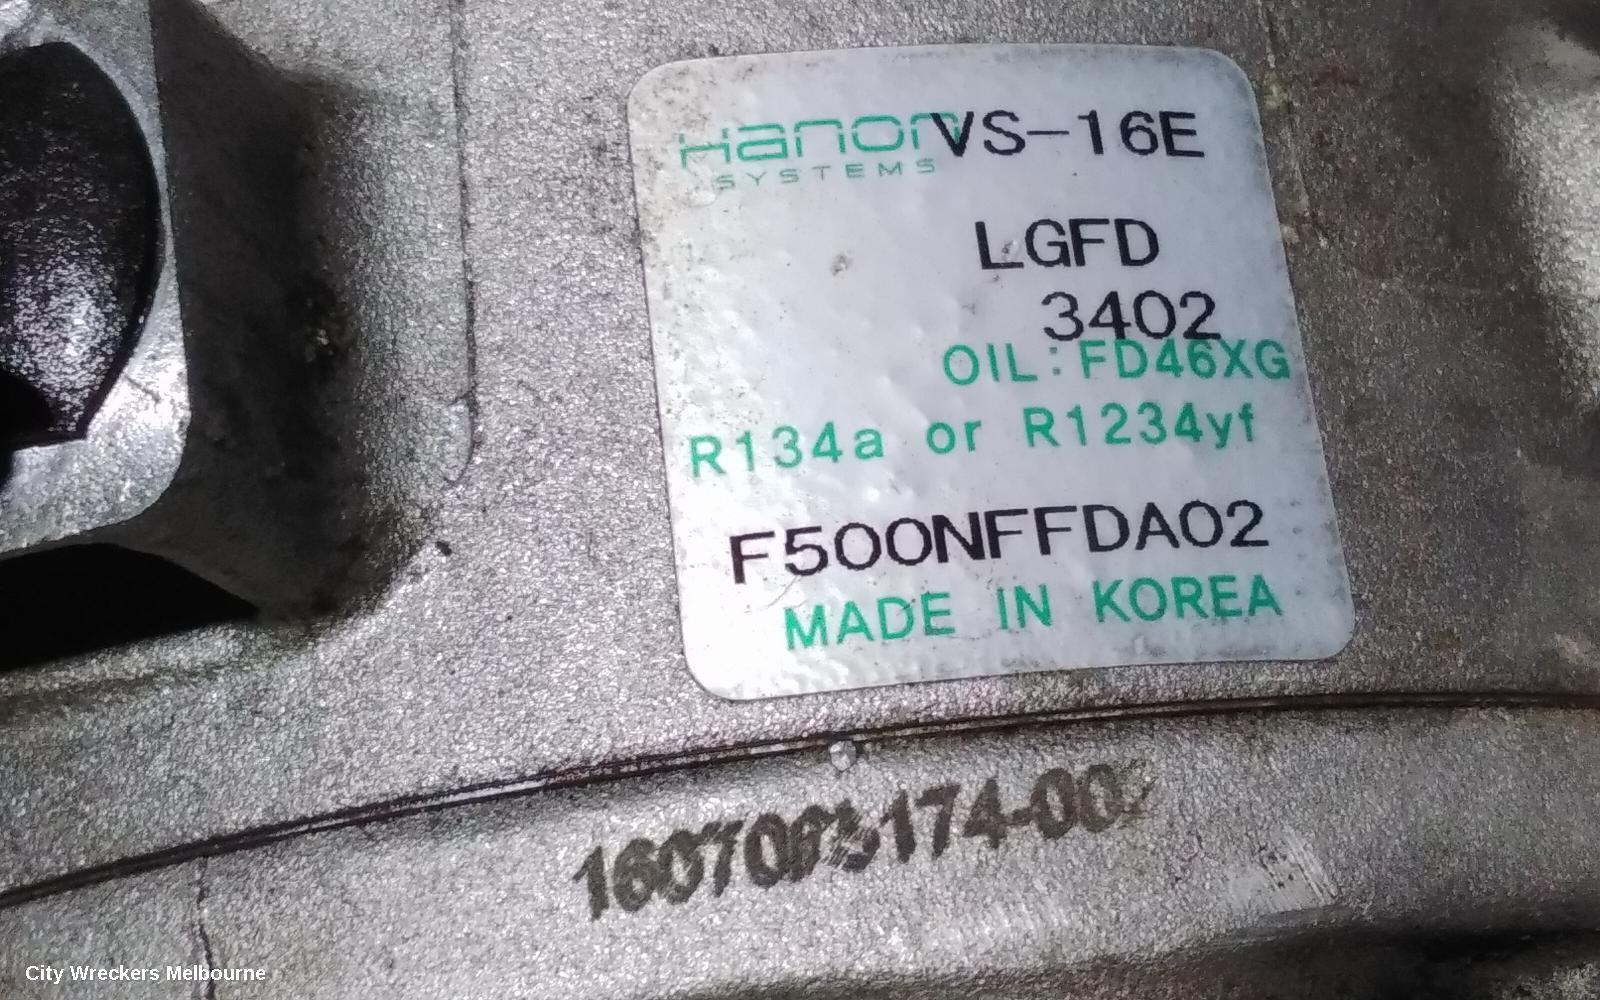 Hanon VS-16E
SYSTEMS
LGFD
3402
OIL: FD46XG
R134a or R1234yf
F500NFFDA02
MADE IN KOREA
City Wreckers Melbourne